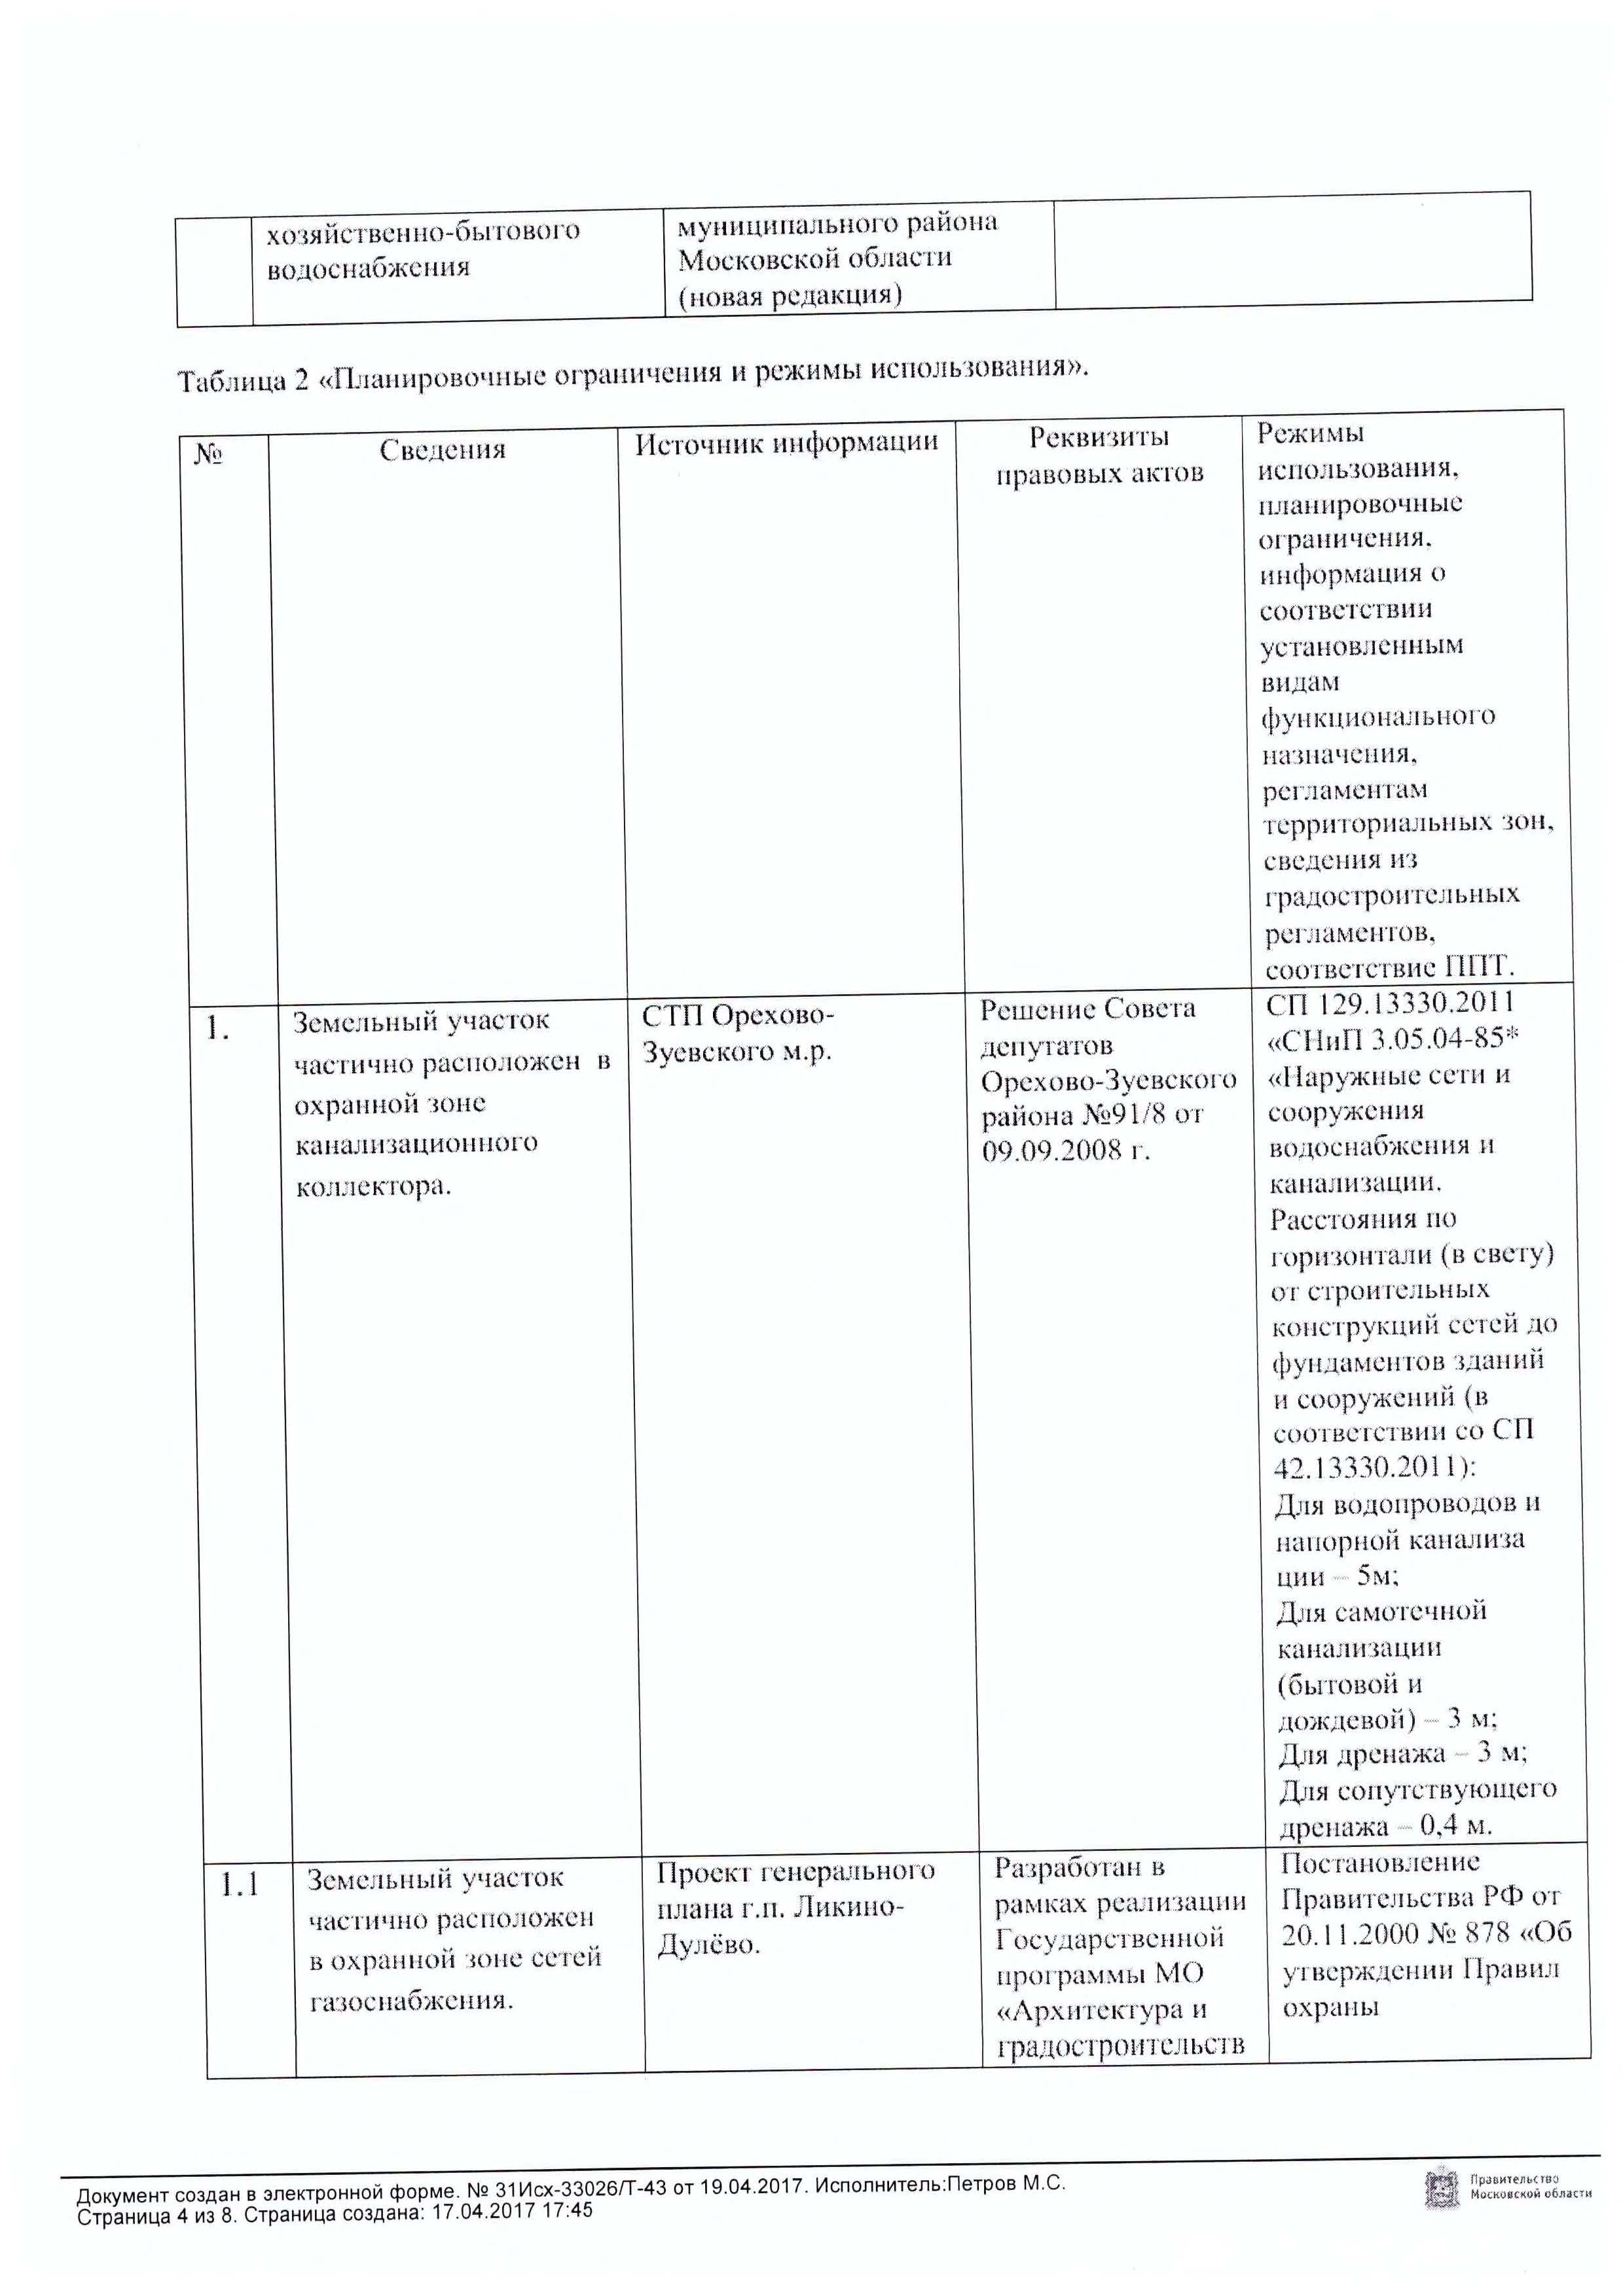 хозяйственно-бытового
водоснабжения
муниципального района
Московской области
(новая редакция)
Таблица 2 «Планировочные ограничения и режимы использования».
№
Сведения
Источник информации
Реквизиты
правовых актов
Режимы
использования,
планировочные
ограничения,
информация о
соответствии
установленным
видам
функционального
назначения,
регламентам
территориальных зон,
сведения из
градостроительных
регламентов,
соответствие ППТ.
1.
Земельный участок
частично расположен в
охранной зоне
канализационного
коллектора.
СТП Орехово-
Зуевского м.р.
Решение Совета
депутатов
Орехово-Зуевского
района №91/8 от
09.09.2008 г.
СП 129.13330.2011
«СНиП 3.05.04-85*
«Наружные сети и
сооружения
водоснабжения и
канализации.
Расстояния по
горизонтали (в свету)
от строительных
конструкций сетей до
фундаментов зданий
и сооружений (в
соответствии со СП
42.13330.2011):
Для водопроводов и
напорной канализа
ции – 5м;
Для самотечной
канализации
(бытовой и
дождевой) – 3 м;
Для дренажа – 3 м;
Для сопутствующего
дренажа – 0,4 м.
1.1
Земельный участок
частично расположен
в охранной зоне сетей
газоснабжения.
Проект генерального
плана г.п. Ликино-
Дулёво.
Разработан в
рамках реализации
Государственной
программы МО
«Архитектура и
градостроительств
Постановление
Правительства РФ от
20.11.2000 № 878 «Об
утверждении Правил
охраны
Документ создан в электронной форме. № 31Исх-33026/Т-43 от 19.04.2017. Исполнитель:Петров М.С.
Страница 4 из 8. Страница создана: 17.04.2017 17:45
Правительство
Московской области